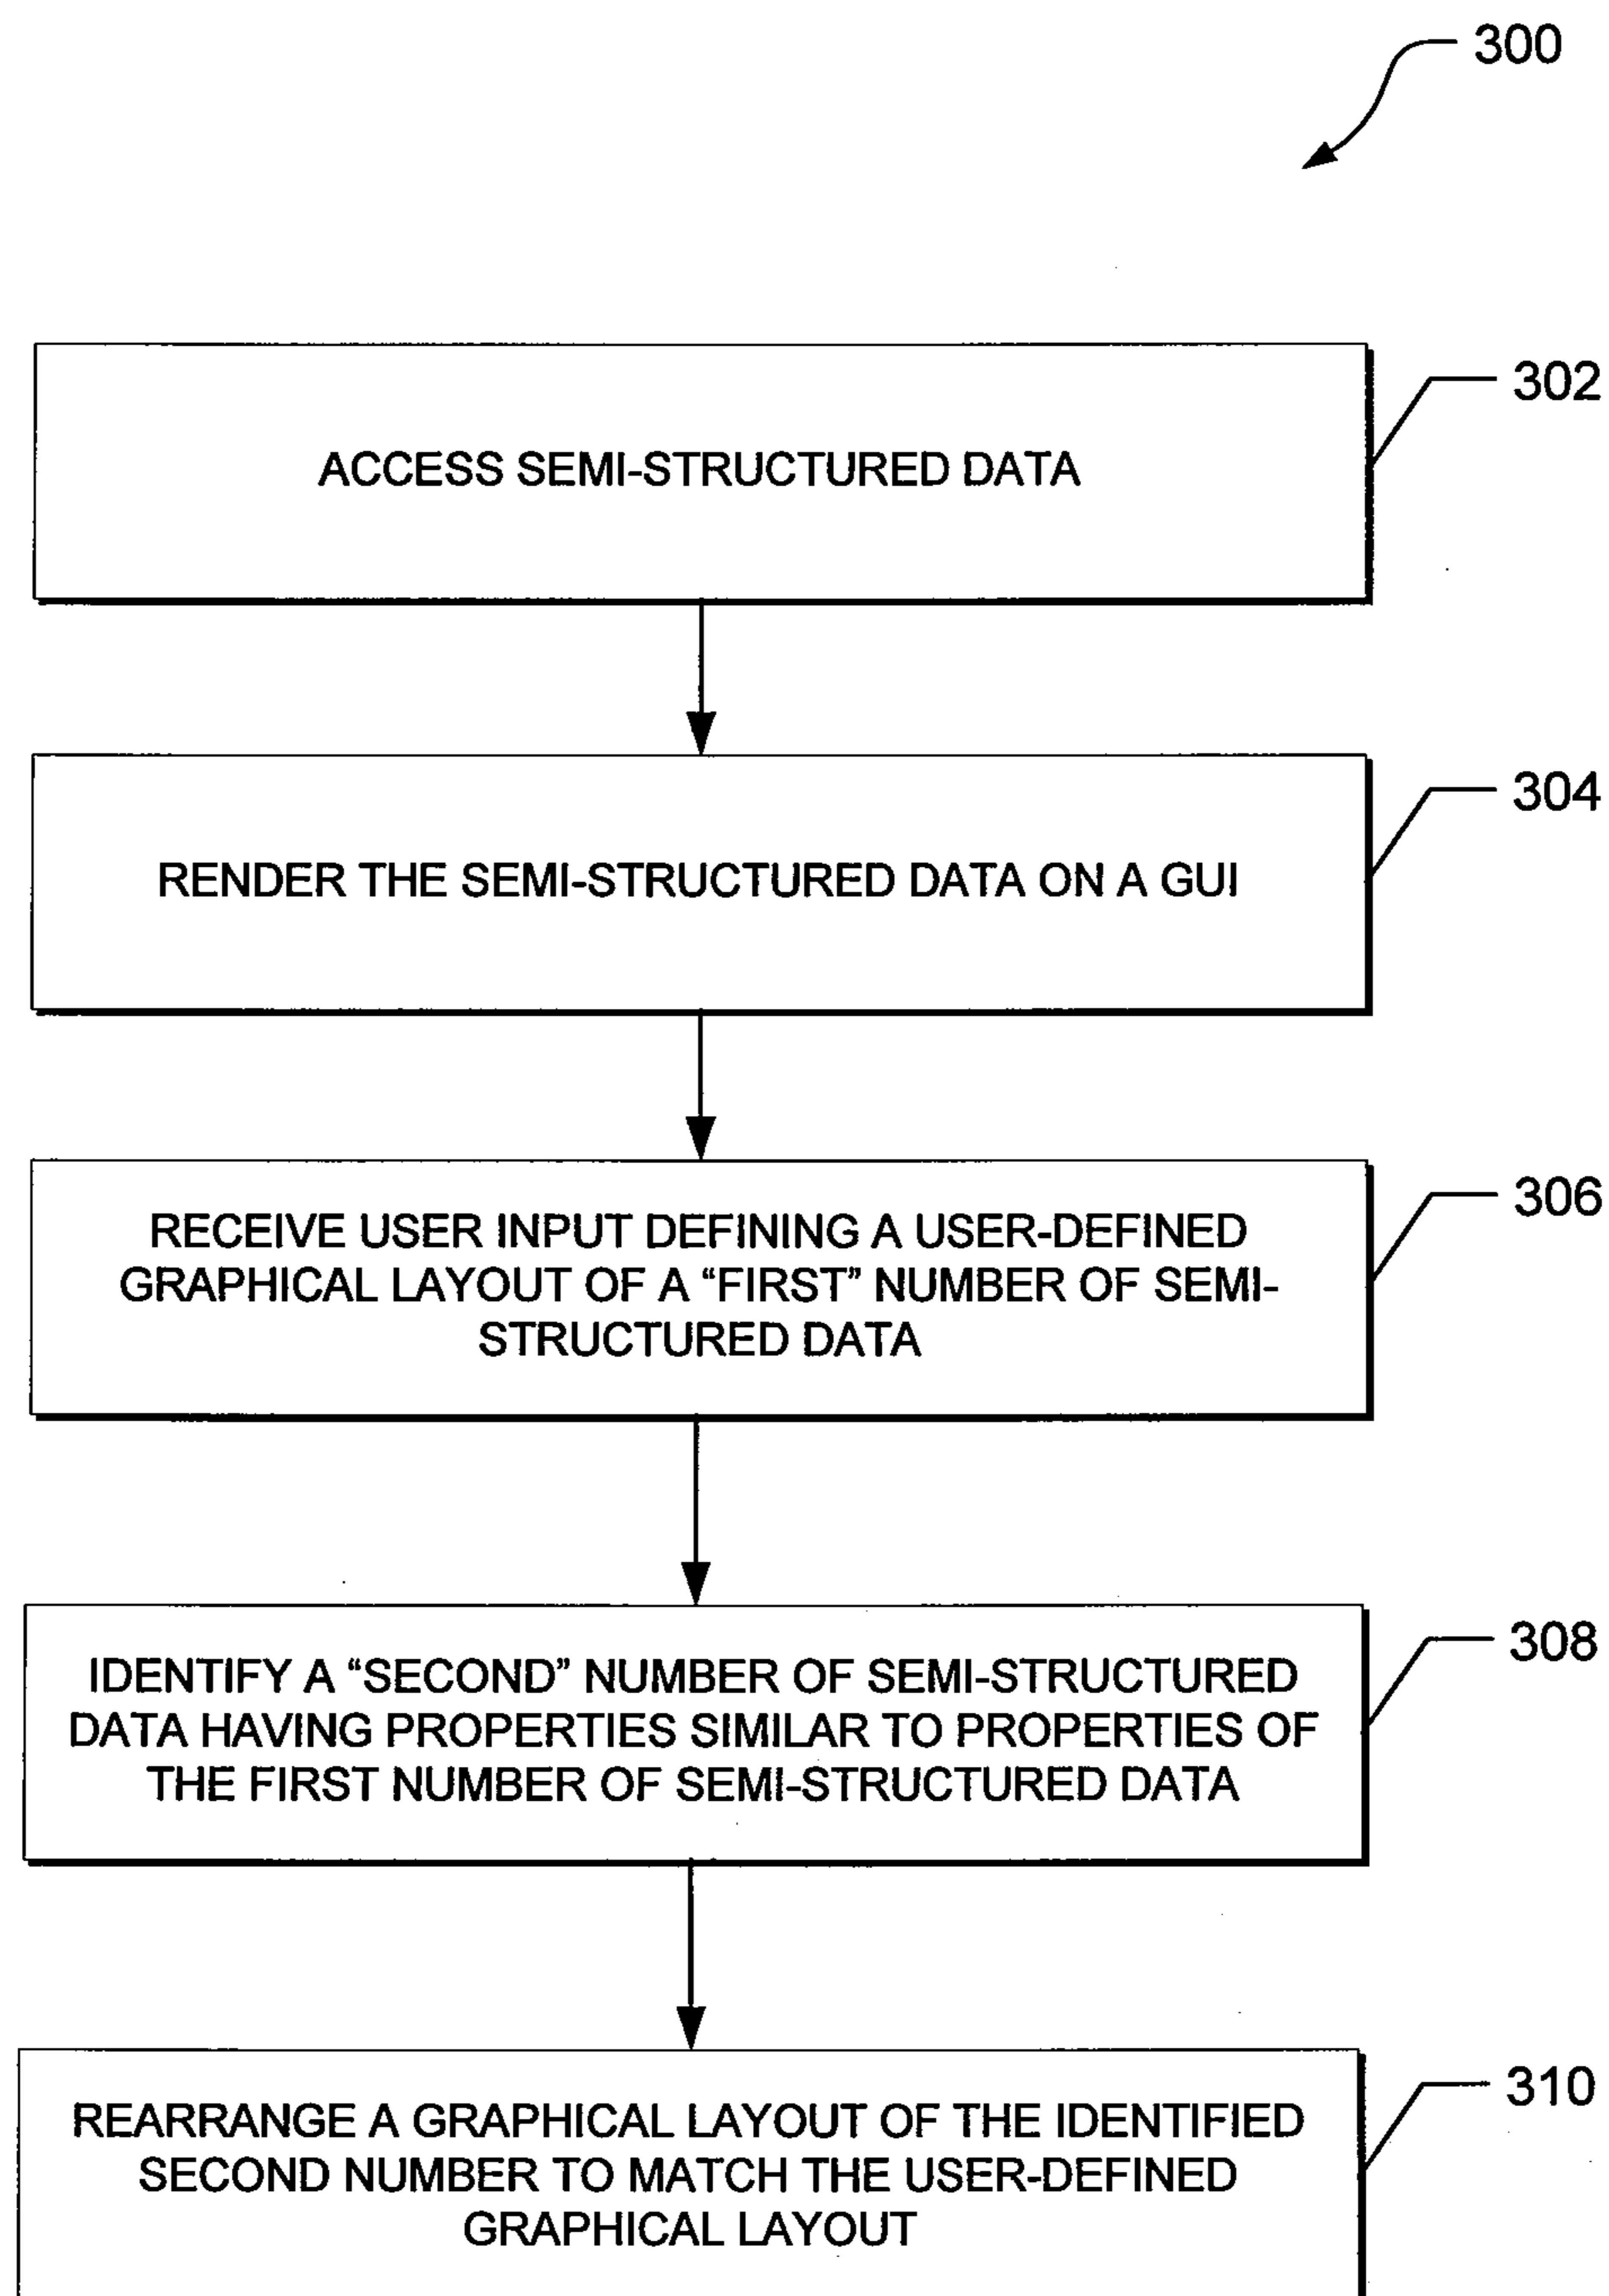 300
302
ACCESS SEMI-STRUCTURED DATA
304
RENDER THE SEMI-STRUCTURED DATA ON A GUI
306
RECEIVE USER INPUT DEFINING A USER-DEFINED
GRAPHICAL LAYOUT OF A “FIRST” NUMBER OF SEMI-
STRUCTURED DATA
308
IDENTIFY A “SECOND” NUMBER OF SEMI-STRUCTURED
DATA HAVING PROPERTIES SIMILAR TO PROPERTIES OF
THE FIRST NUMBER OF SEMI-STRUCTURED DATA
310
REARRANGE A GRAPHICAL LAYOUT OF THE IDENTIFIED
SECOND NUMBER TO MATCH THE USER-DEFINED
GRAPHICAL LAYOUT